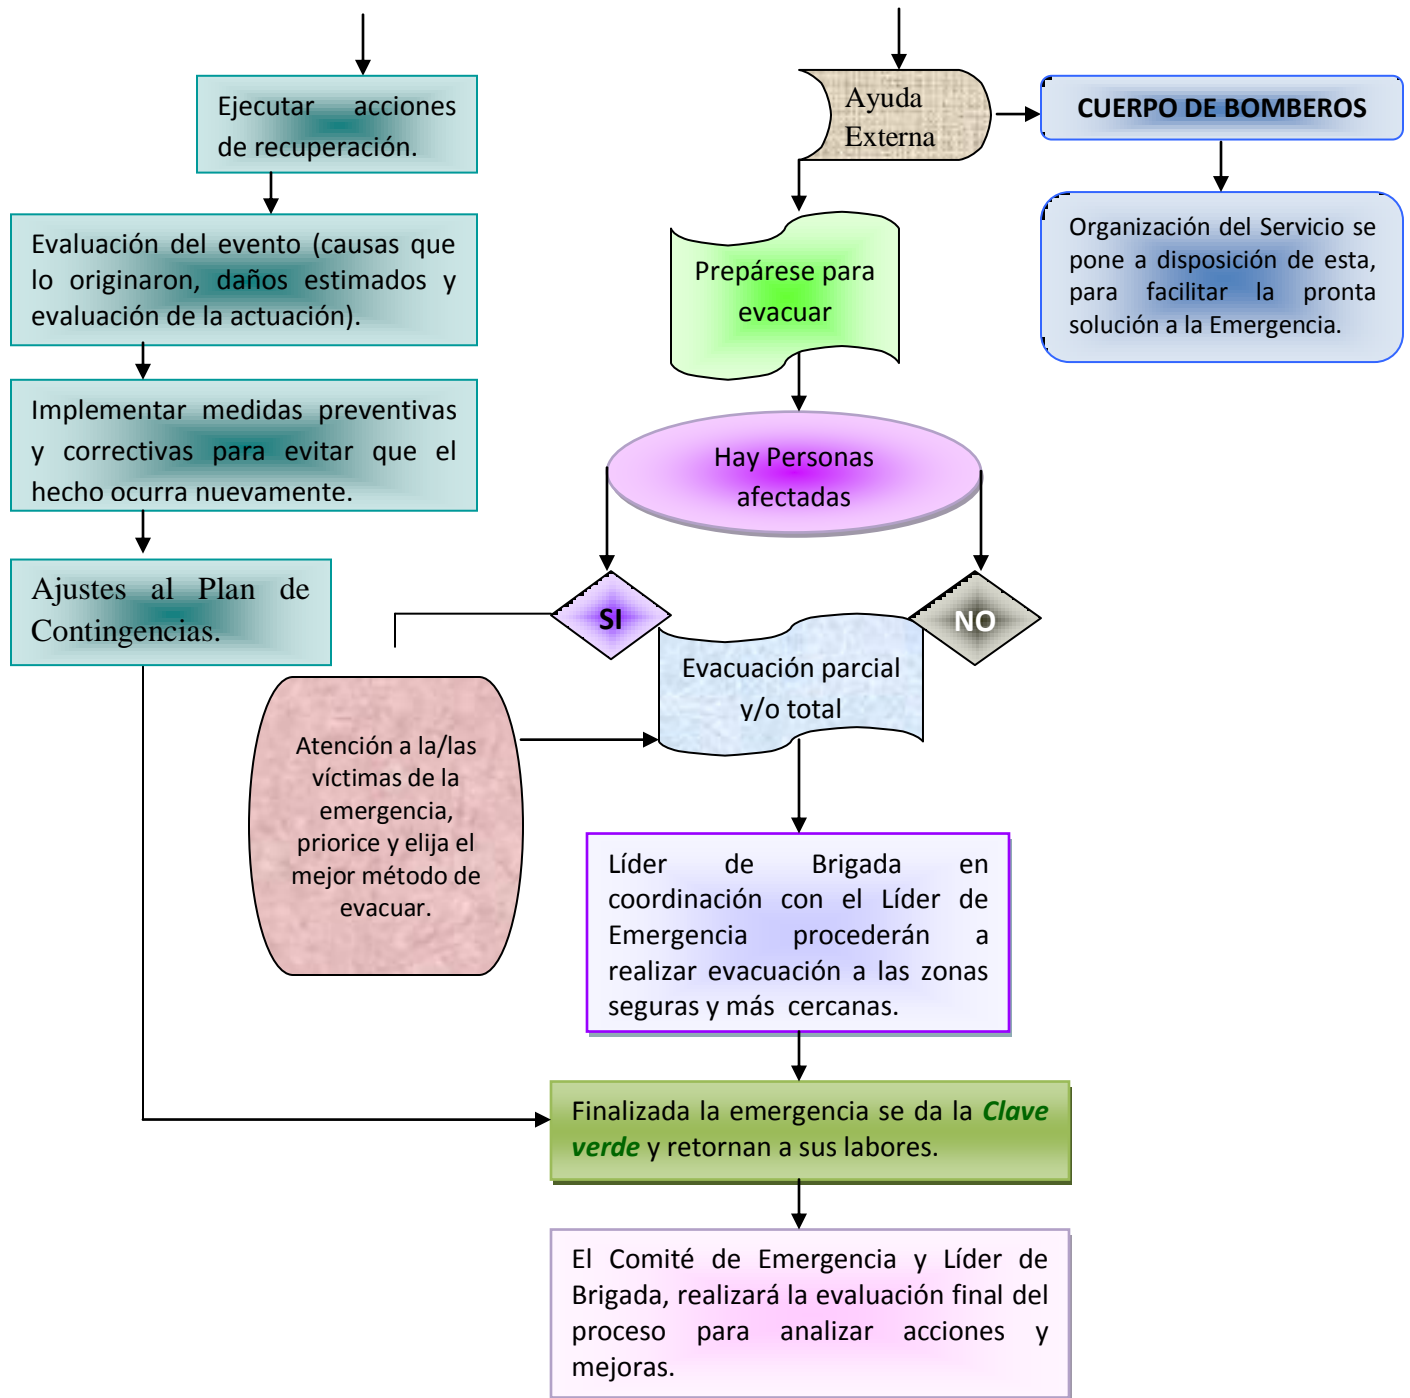 Ejecutar acciones
de recuperación.
Evaluación del evento (causas que
lo originaron, daños estimados y
evaluación de la actuación).
Implementar medidas preventivas
y correctivas para evitar que el
hecho ocurra nuevamente.
Ajustes al Plan de
Contingencias.
Ayuda
Externa
CUERPO DE BOMBEROS
Organización del Servicio se
pone a disposición de esta,
para facilitar la pronta
solución a la Emergencia.
Prepárese para
evacuar
Hay Personas
afectadas
SI
NO
Evacuación parcial
y/o total
Atención a la/las
víctimas de la
emergencia,
priorice y elija el
mejor método de
evacuar.
Líder de Brigada en
coordinación con el Líder de
Emergencia procederán a
realizar evacuación a las zonas
seguras y más cercanas.
Finalizada la emergencia se da la Clave
verde y retornan a sus labores.
El Comité de Emergencia y Líder de
Brigada, realizará la evaluación final del
proceso para analizar acciones y
mejoras.